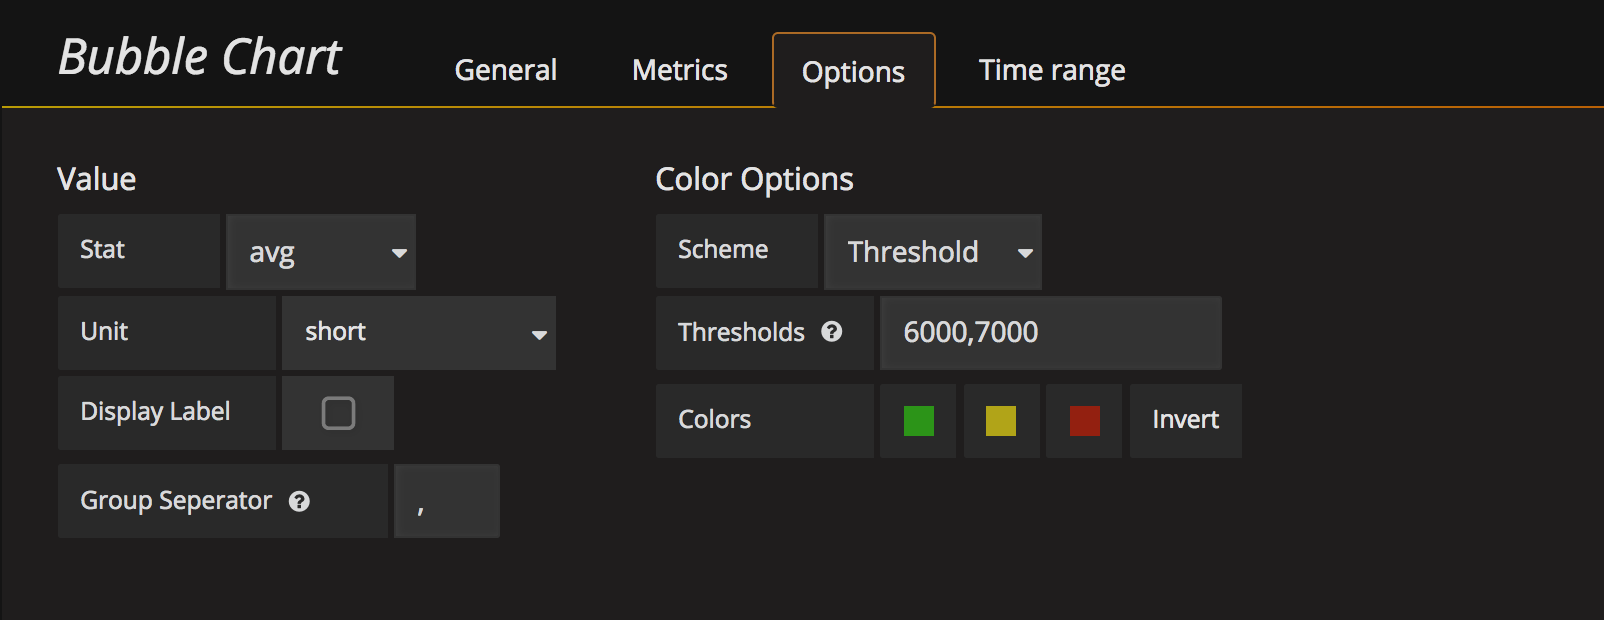 Bubble Chart
General Metrics Options Time range
Value
Stat avg
Unit short
Display Label
Group Seperator ? ,
Color Options
Scheme Threshold
Thresholds ? 6000,7000
Colors Invert